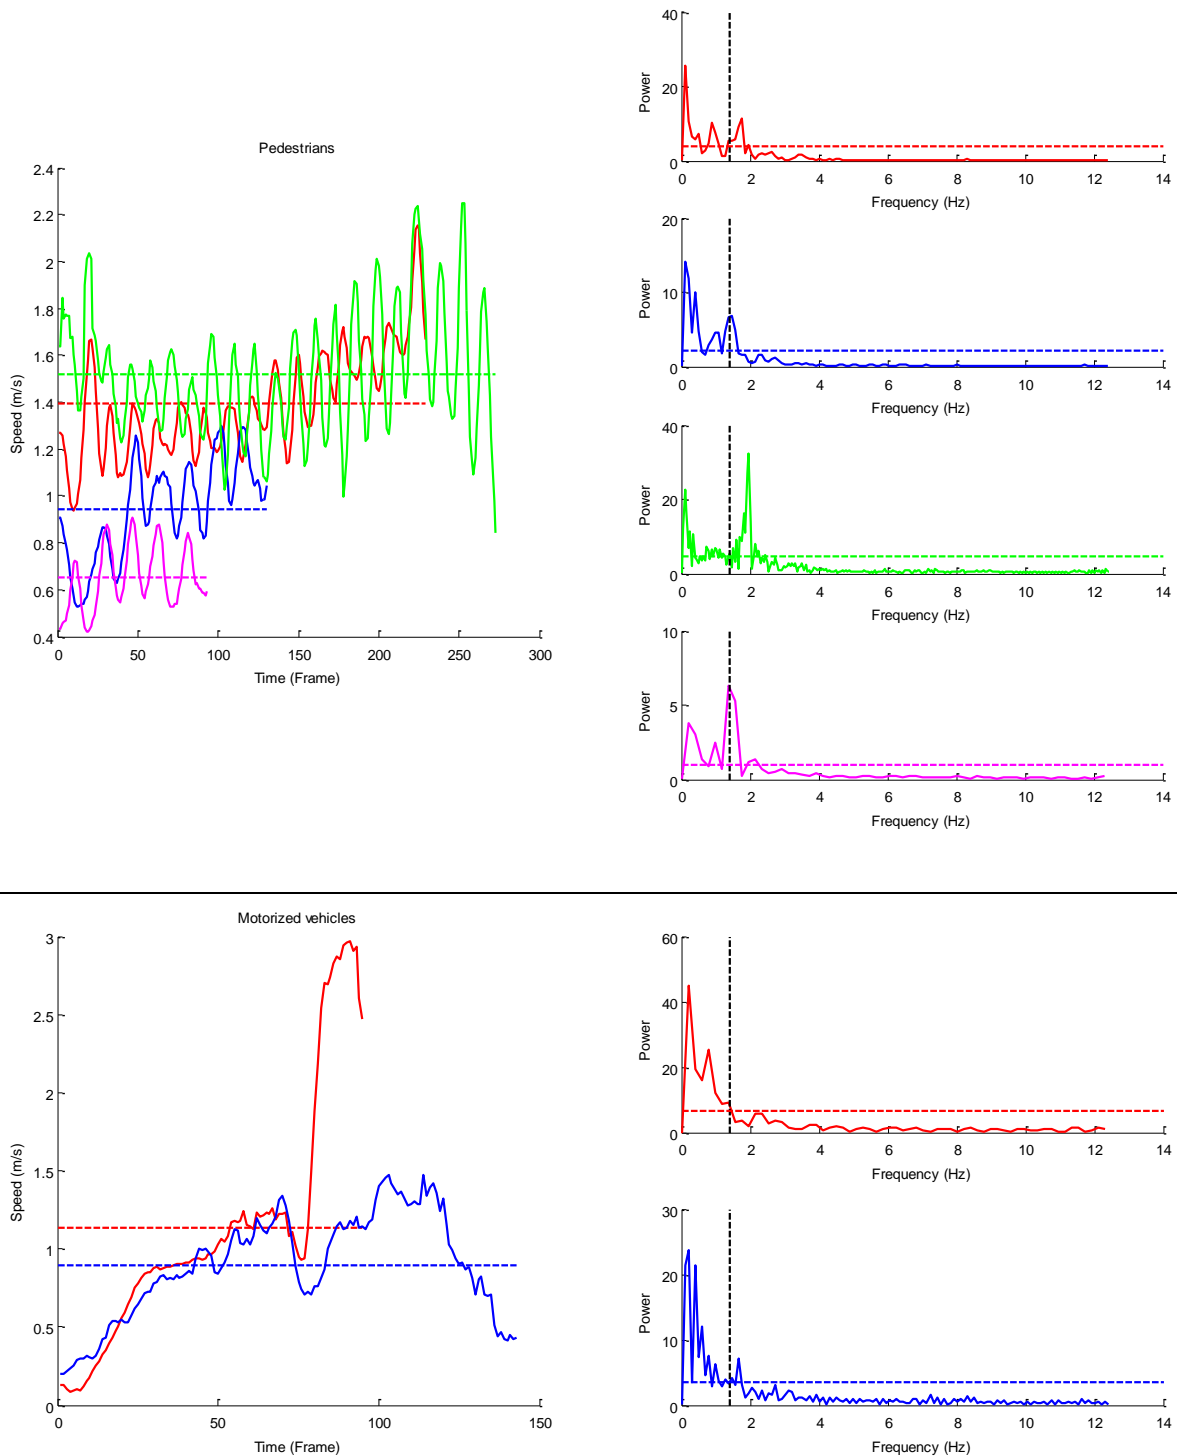 Pedestrians
2.4
2.2
2
1.8
1.6
1.4
1.2
1
0.8
0.6
0.4
Speed (m/s)
0 50 100 150 200 250 300
Time (Frame)
40
20
0
Power
0 2 4 6 8 10 12 14
Frequency (Hz)
20
10
0
Power
0 2 4 6 8 10 12 14
Frequency (Hz)
40
20
0
Power
0 2 4 6 8 10 12 14
Frequency (Hz)
10
5
0
Power
0 2 4 6 8 10 12 14
Frequency (Hz)
Motorized vehicles
3
2.5
2
1.5
1
0.5
0
Speed (m/s)
0 50 100 150
Time (Frame)
60
40
20
0
Power
0 2 4 6 8 10 12 14
Frequency (Hz)
30
20
10
0
Power
0 2 4 6 8 10 12 14
Frequency (Hz)